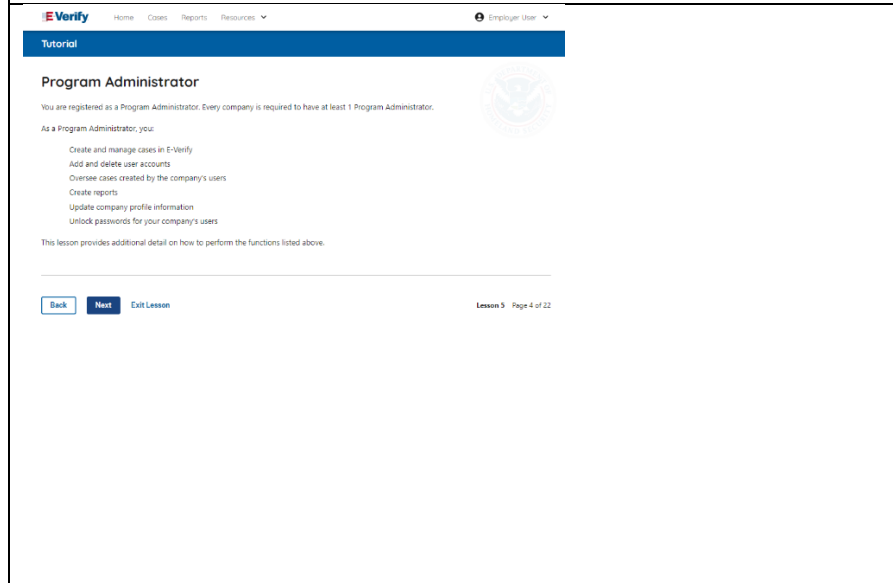 E-Verify
Home Cases Reports Resources
Employer User
Tutorial
Program Administrator
You are registered as a Program Administrator. Every company is required to have at least 1 Program Administrator.
As a Program Administrator, you:
Create and manage cases in E-Verify
Add and delete user accounts
Oversee cases created by the company's users
Create reports
Update company profile information
Unlock passwords for your company's users
This lesson provides additional detail on how to perform the functions listed above.
Back Next Exit Lesson Lesson 5 Page 4 of 22